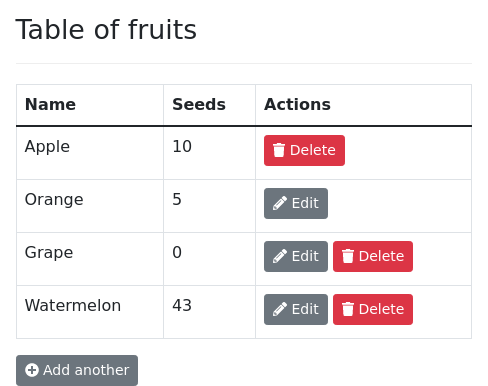 Table of fruits
Name Seeds Actions
Apple 10 Delete
Orange 5 Edit
Grape 0 Edit Delete
Watermelon 43 Edit Delete
Add another